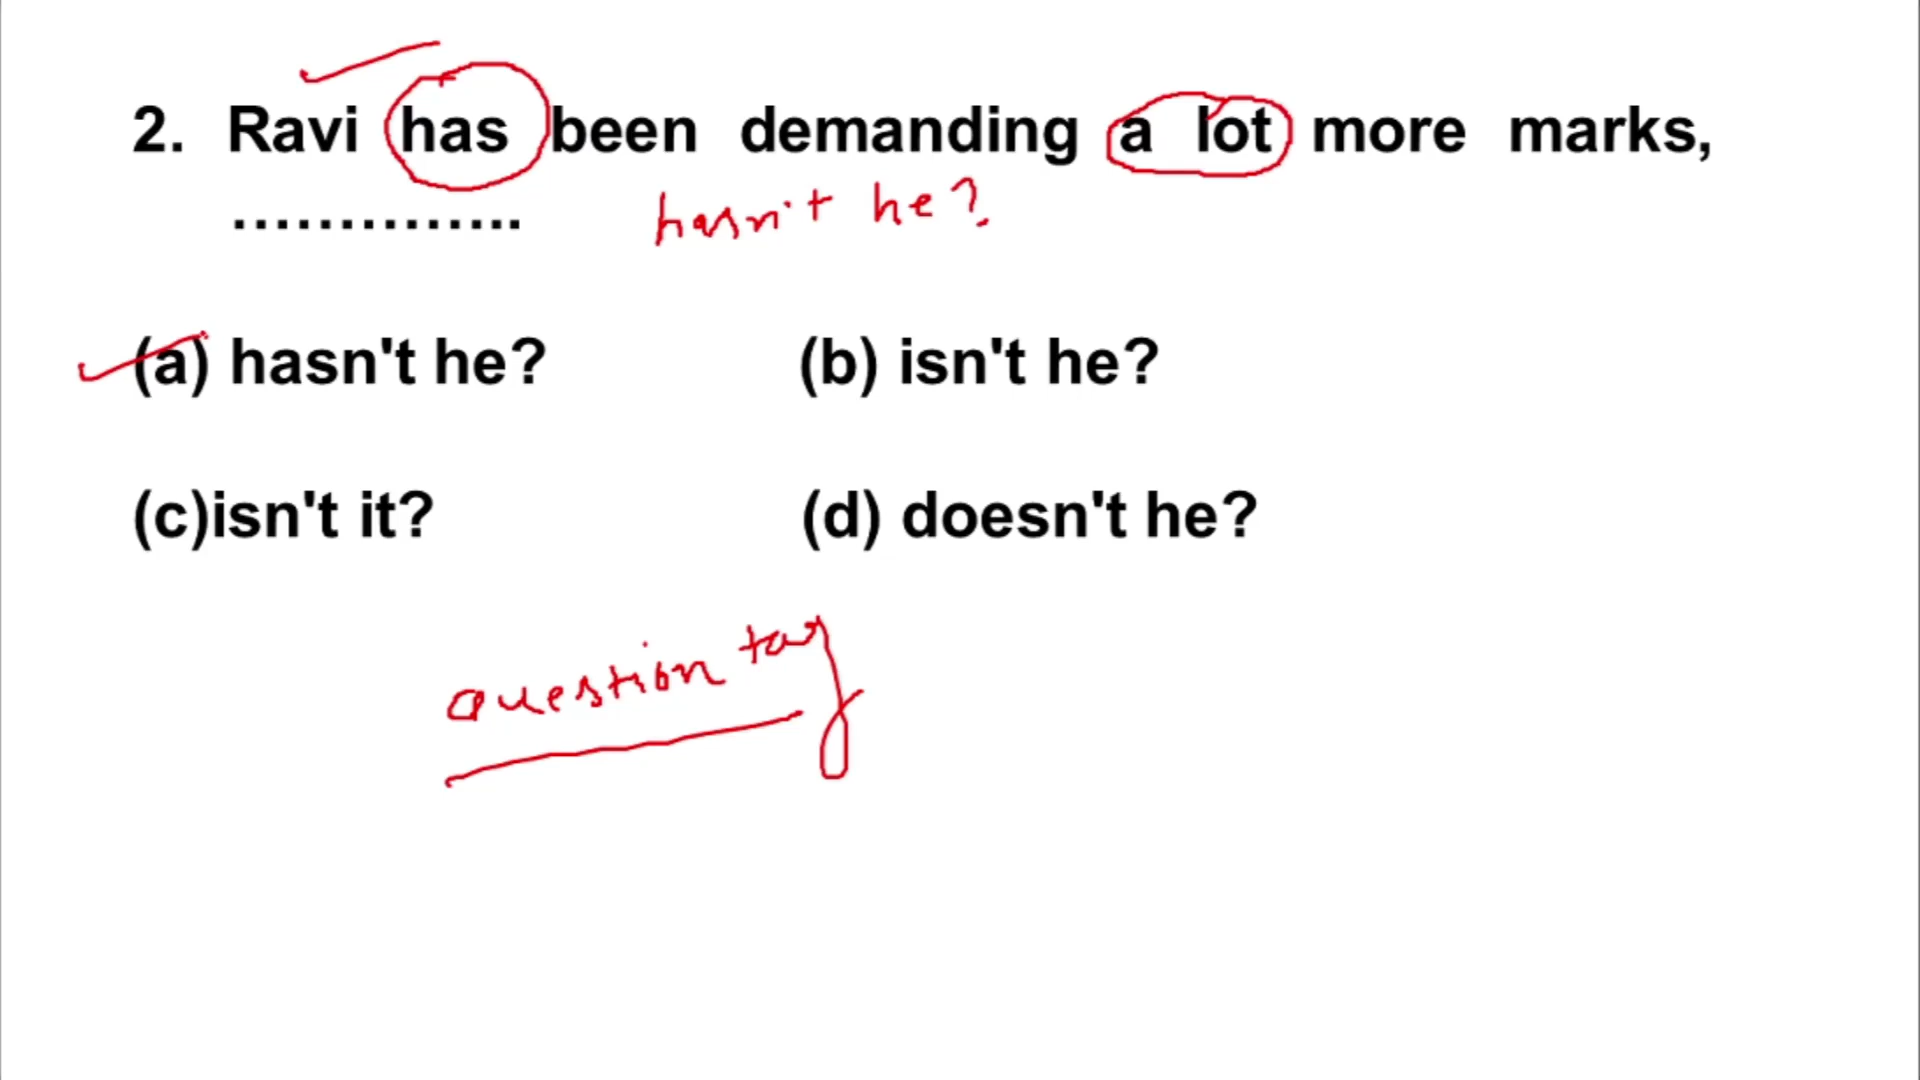 2. Ravi has been demanding a lot more marks,
………….. hasn't he?
(a) hasn't he? (b) isn't he?
(c)isn't it? (d) doesn't he?
question tag